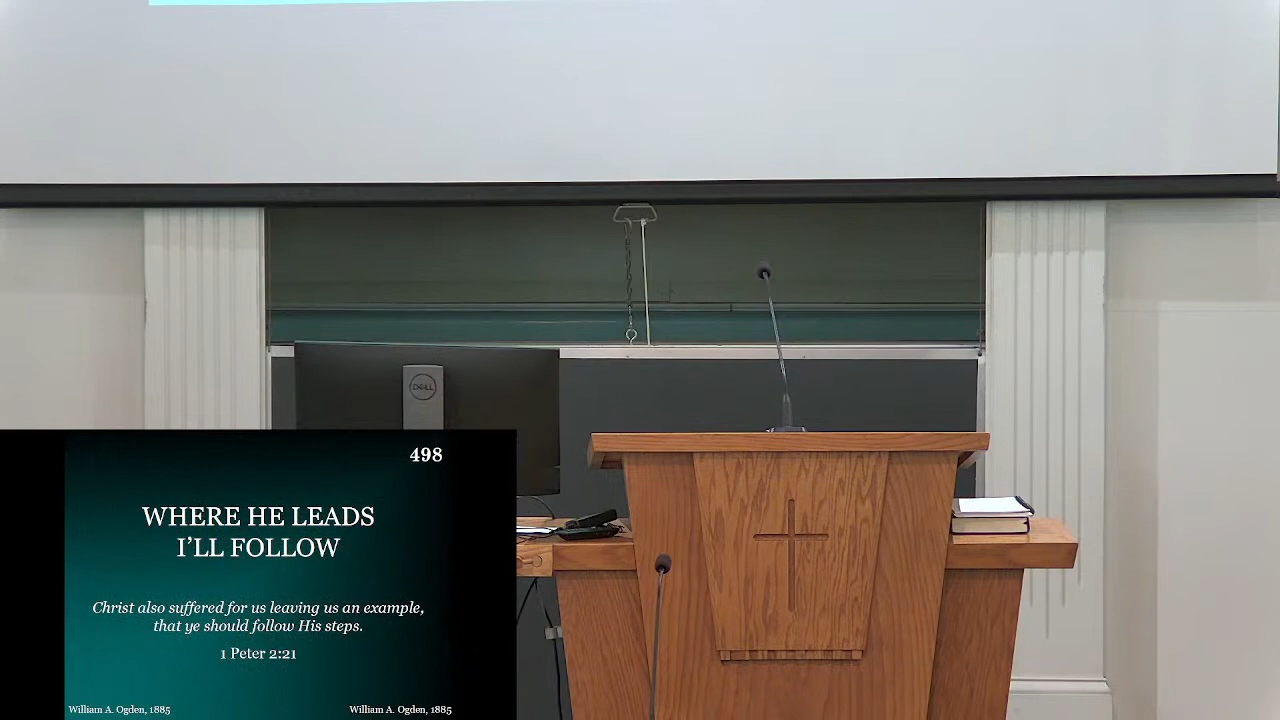 DELL
498
WHERE HE LEADS
I'LL FOLLOW
Christ also suffered for us leaving us an example,
that ye should follow His steps.
1 Peter 2:21
William A. Ogden, 1885
William A. Ogden, 1885